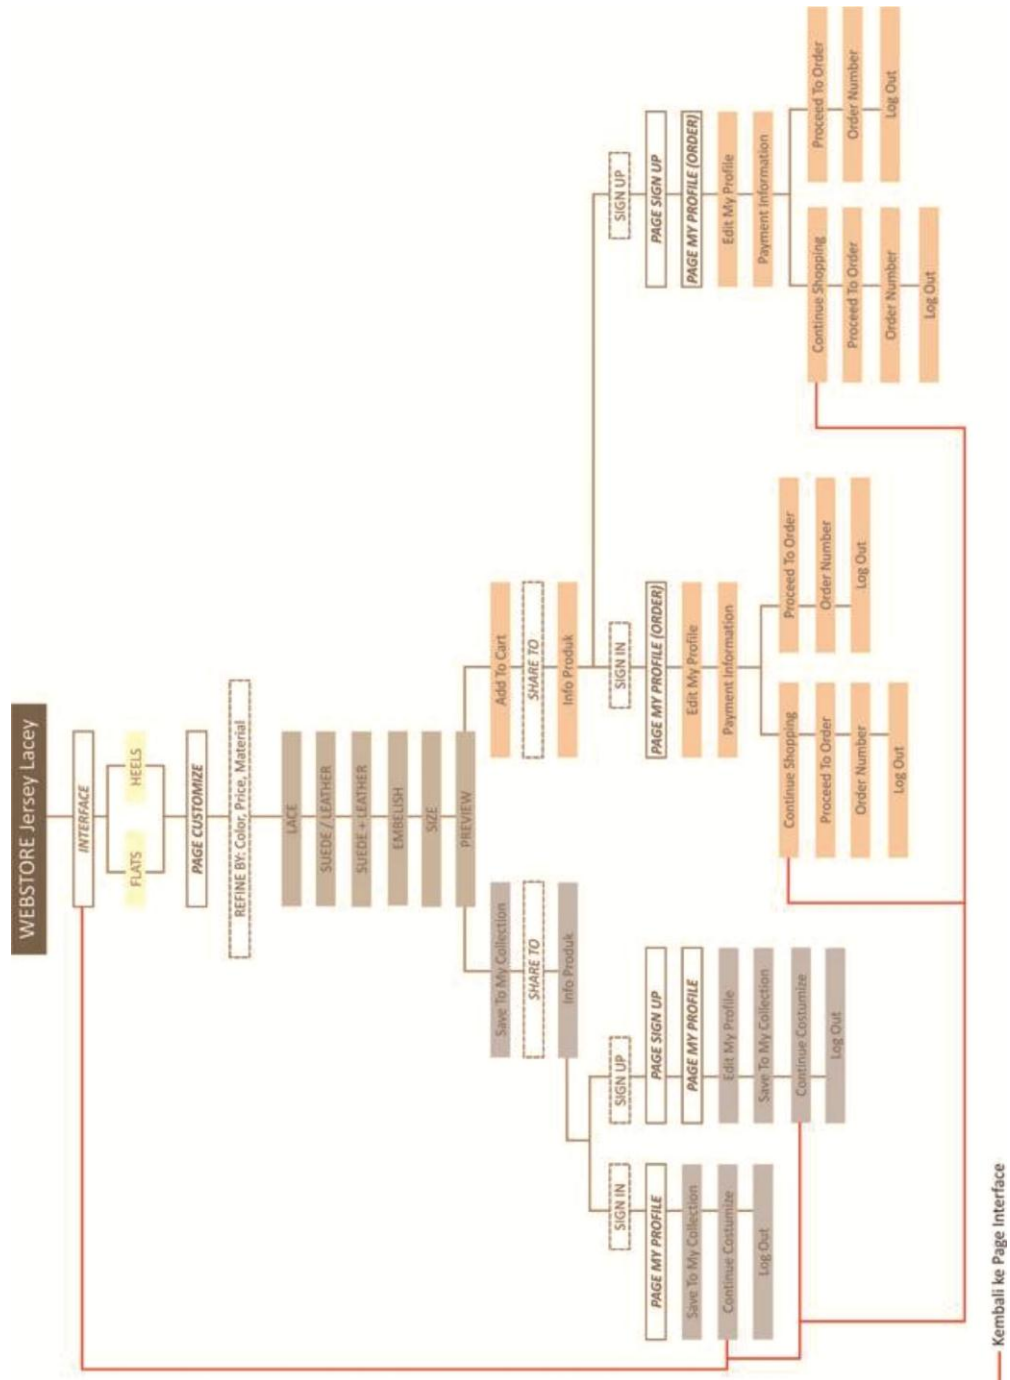 WEBSTORE Jersey Lacey
INTERFACE
FLATS
HEELS
PAGE CUSTOMIZE
REFINE BY: Color, Price, Material
LACE
SUEDE / LEATHER
SUEDE + LEATHER
EMBELISH
SIZE
PREVIEW
Save To My Collection
SHARE TO
Info Produk
SIGN IN
PAGE MY PROFILE
Save To My Collection
Continue Costumize
Log Out
SIGN UP
PAGE SIGN UP
PAGE MY PROFILE
Edit My Profile
Save To My Collection
Continue Costumize
Log Out
Add To Cart
SHARE TO
Info Produk
SIGN IN
PAGE MY PROFILE (ORDER)
Edit My Profile
Payment Information
Continue Shopping
Proceed To Order
Order Number
Log Out
Proceed To Order
Order Number
Log Out
SIGN UP
PAGE SIGN UP
PAGE MY PROFILE (ORDER)
Edit My Profile
Payment Information
Continue Shopping
Proceed To Order
Order Number
Log Out
Proceed To Order
Order Number
Log Out
Kembali ke Page Interface